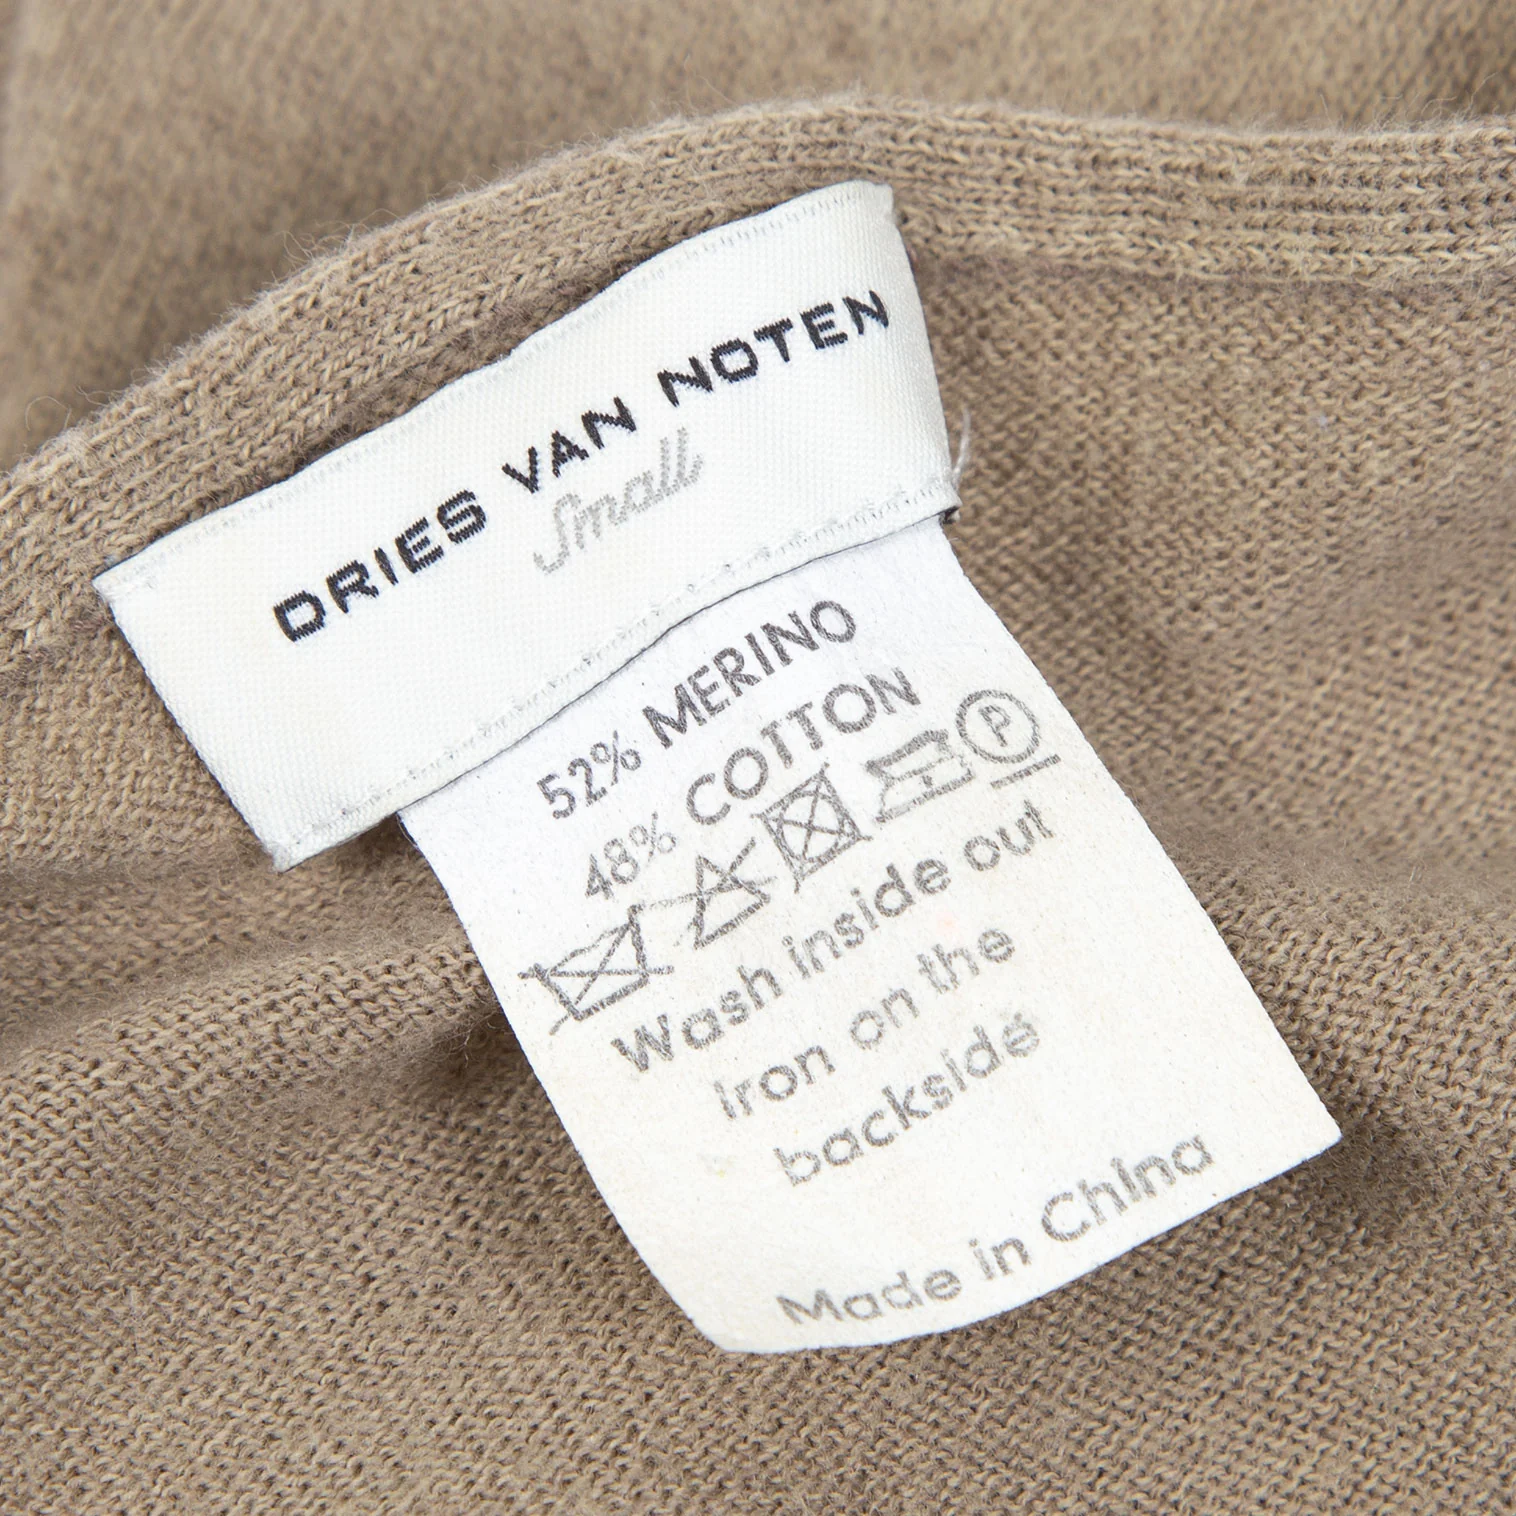 DRIES VAN NOTEN
Small
52% MERINO
48% COTTON
P
Wash inside out
Iron on the
backside
Made in China